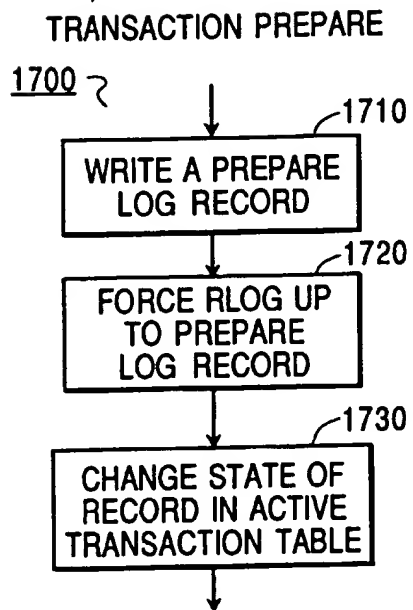 TRANSACTION PREPARE
1700
1710
WRITE A PREPARE
LOG RECORD
1720
FORCE RLOG UP
TO PREPARE
LOG RECORD
1730
CHANGE STATE OF
RECORD IN ACTIVE
TRANSACTION TABLE